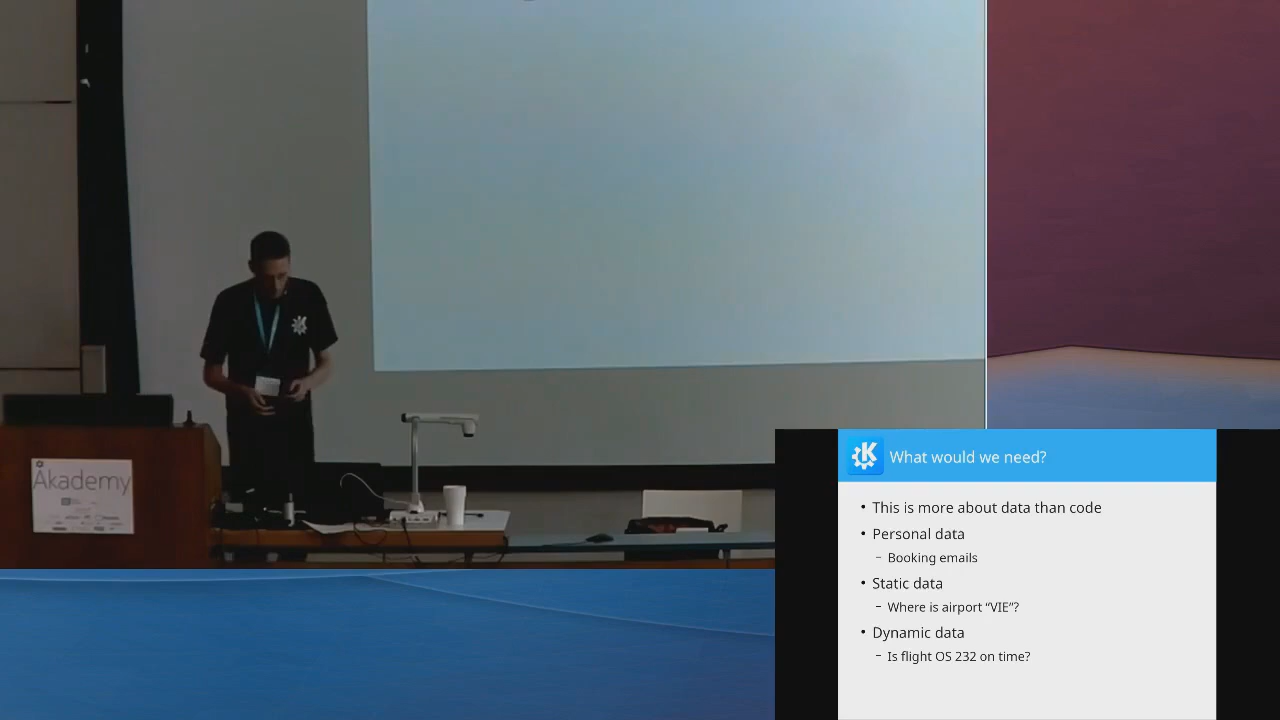 Akademy
What would we need?
• This is more about data than code
• Personal data
– Booking emails
• Static data
– Where is airport “VIE”?
• Dynamic data
– Is flight OS 232 on time?